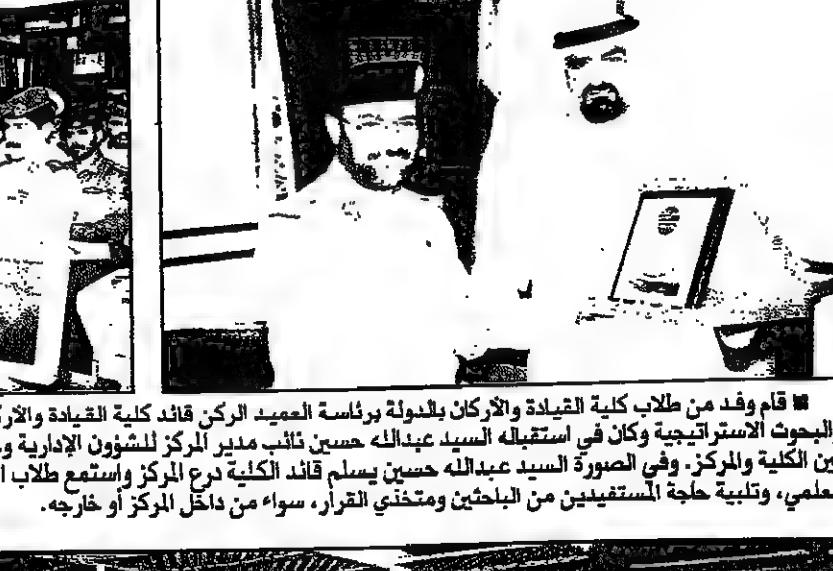 قام وفد من طلاب كلية القيادة والأركان بالدولة برئاسة العميد الركن قائد كلية القيادة والأر
البحوث الاستراتيجية وكان في استقباله السيد عبدالله حسين نائب مدير المركز للشؤون الإدارية و
ين الكلية والمركز. وفي الصورة السيد عبدالله حسين يسلم قائد الكلية درع المركز واستمع طلاب ا
علمي، وتلبية حاجة المستفيدين من الباحثين ومتخذي القرار، سواء من داخل المركز أو خارجه.